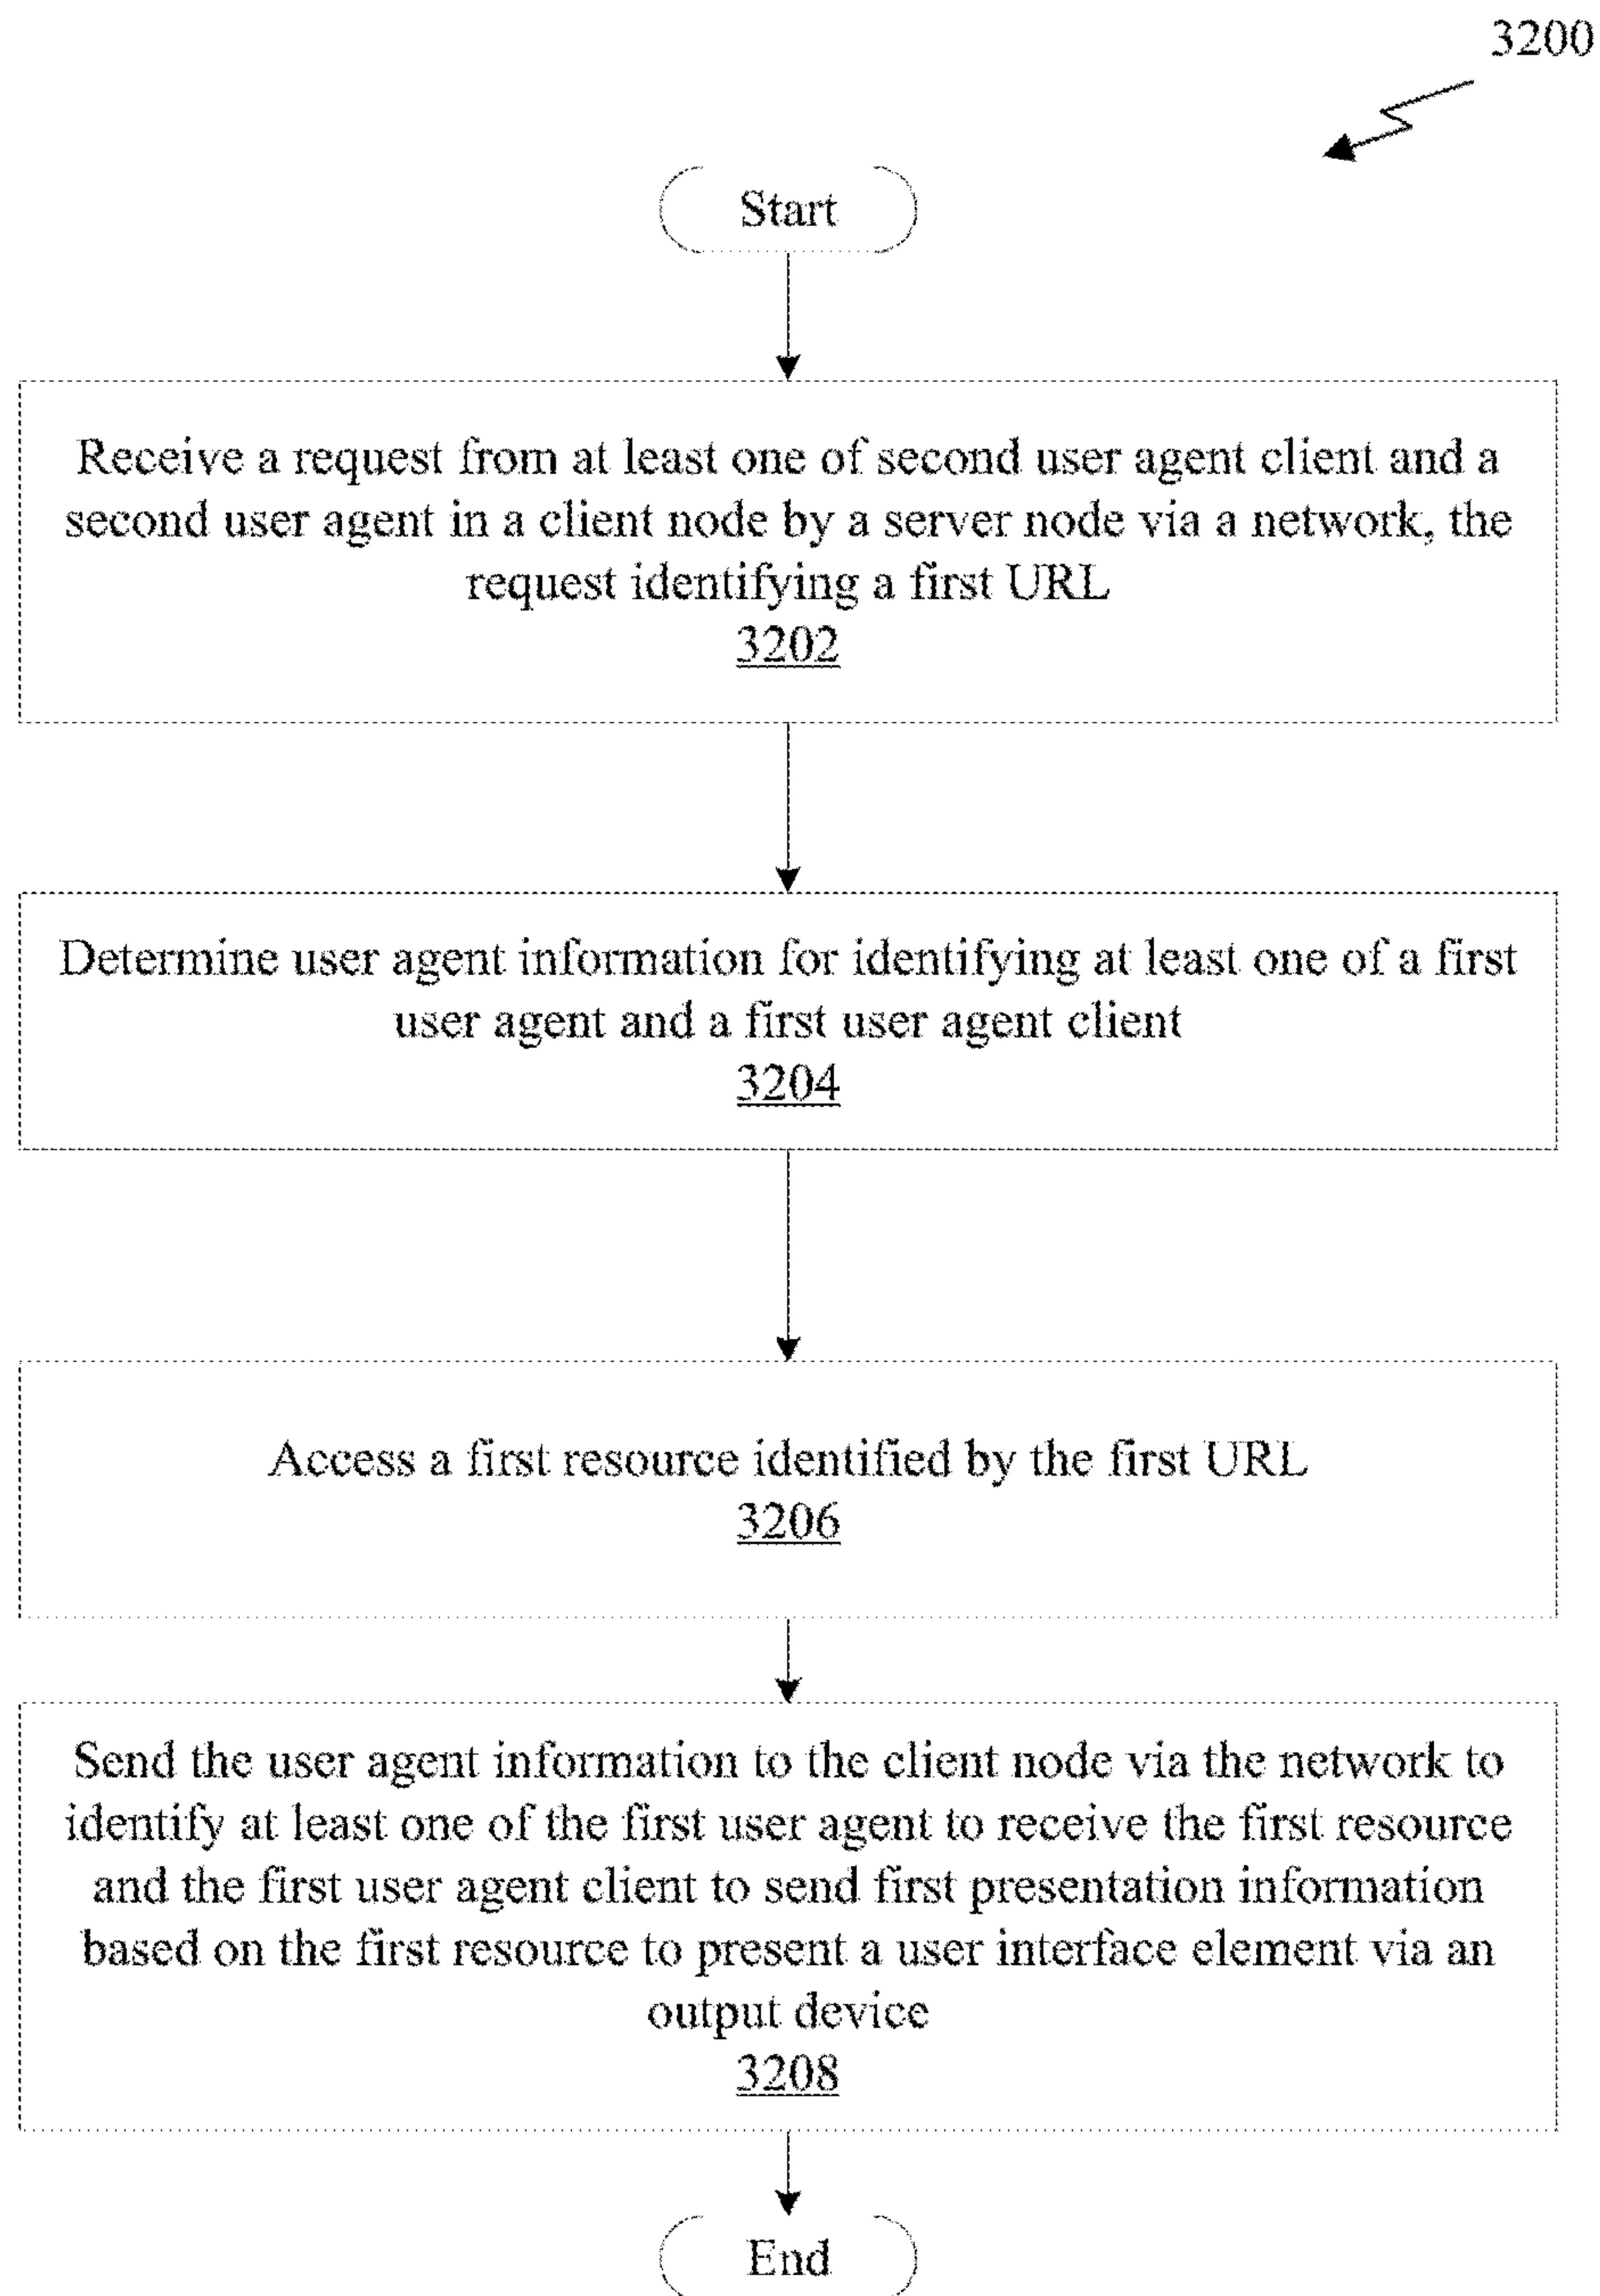 3200
Start
Receive a request from at least one of second user agent client and a
second user agent in a client node by a server node via a network, the
request identifying a first URL
3202
Determine user agent information for identifying at least one of a first
user agent and a first user agent client
3204
Access a first resource identified by the first URL
3206
Send the user agent information to the client node via the network to
identify at least one of the first user agent to receive the first resource
and the first user agent client to send first presentation information
based on the first resource to present a user interface element via an
output device
3208
End